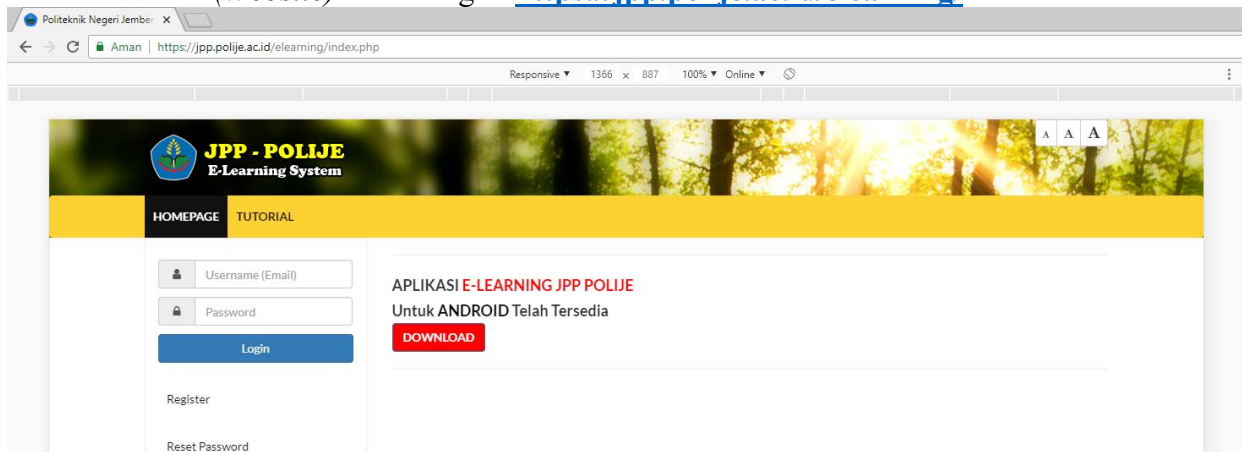 (Website)
Politeknik Negeri Jember
Aman | https://jpp.polije.ac.id/elearning/index.php
Responsive ▼ 1366 x 887 100% ▼ Online ▼
JPP - POLIJE
E-Learning System
A A A
HOMEPAGE TUTORIAL
Username (Email)
Password
Login
Register
Reset Password
APLIKASI E-LEARNING JPP POLIJE
Untuk ANDROID Telah Tersedia
DOWNLOAD